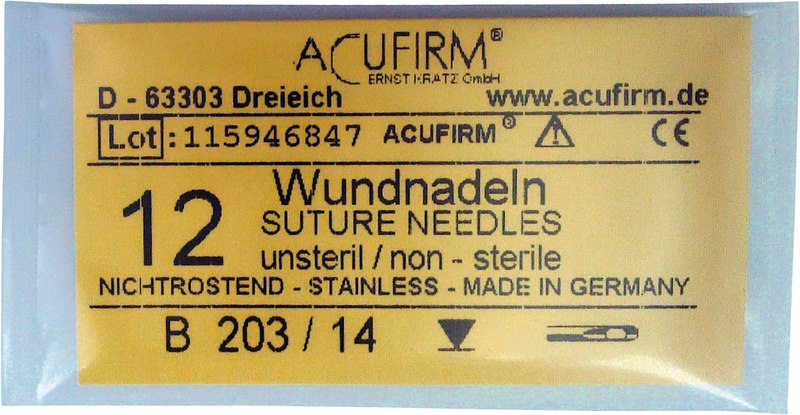 ACUFIRM®
ERNST KRATZ GmbH
D - 63303 Dreieich www.acufirm.de
Lot : 115946847 ACUFIRM® CE
12 Wundnadeln
SUTURE NEEDLES
unsteril / non - sterile
NICHTROSTEND - STAINLESS - MADE IN GERMANY
B 203 / 14